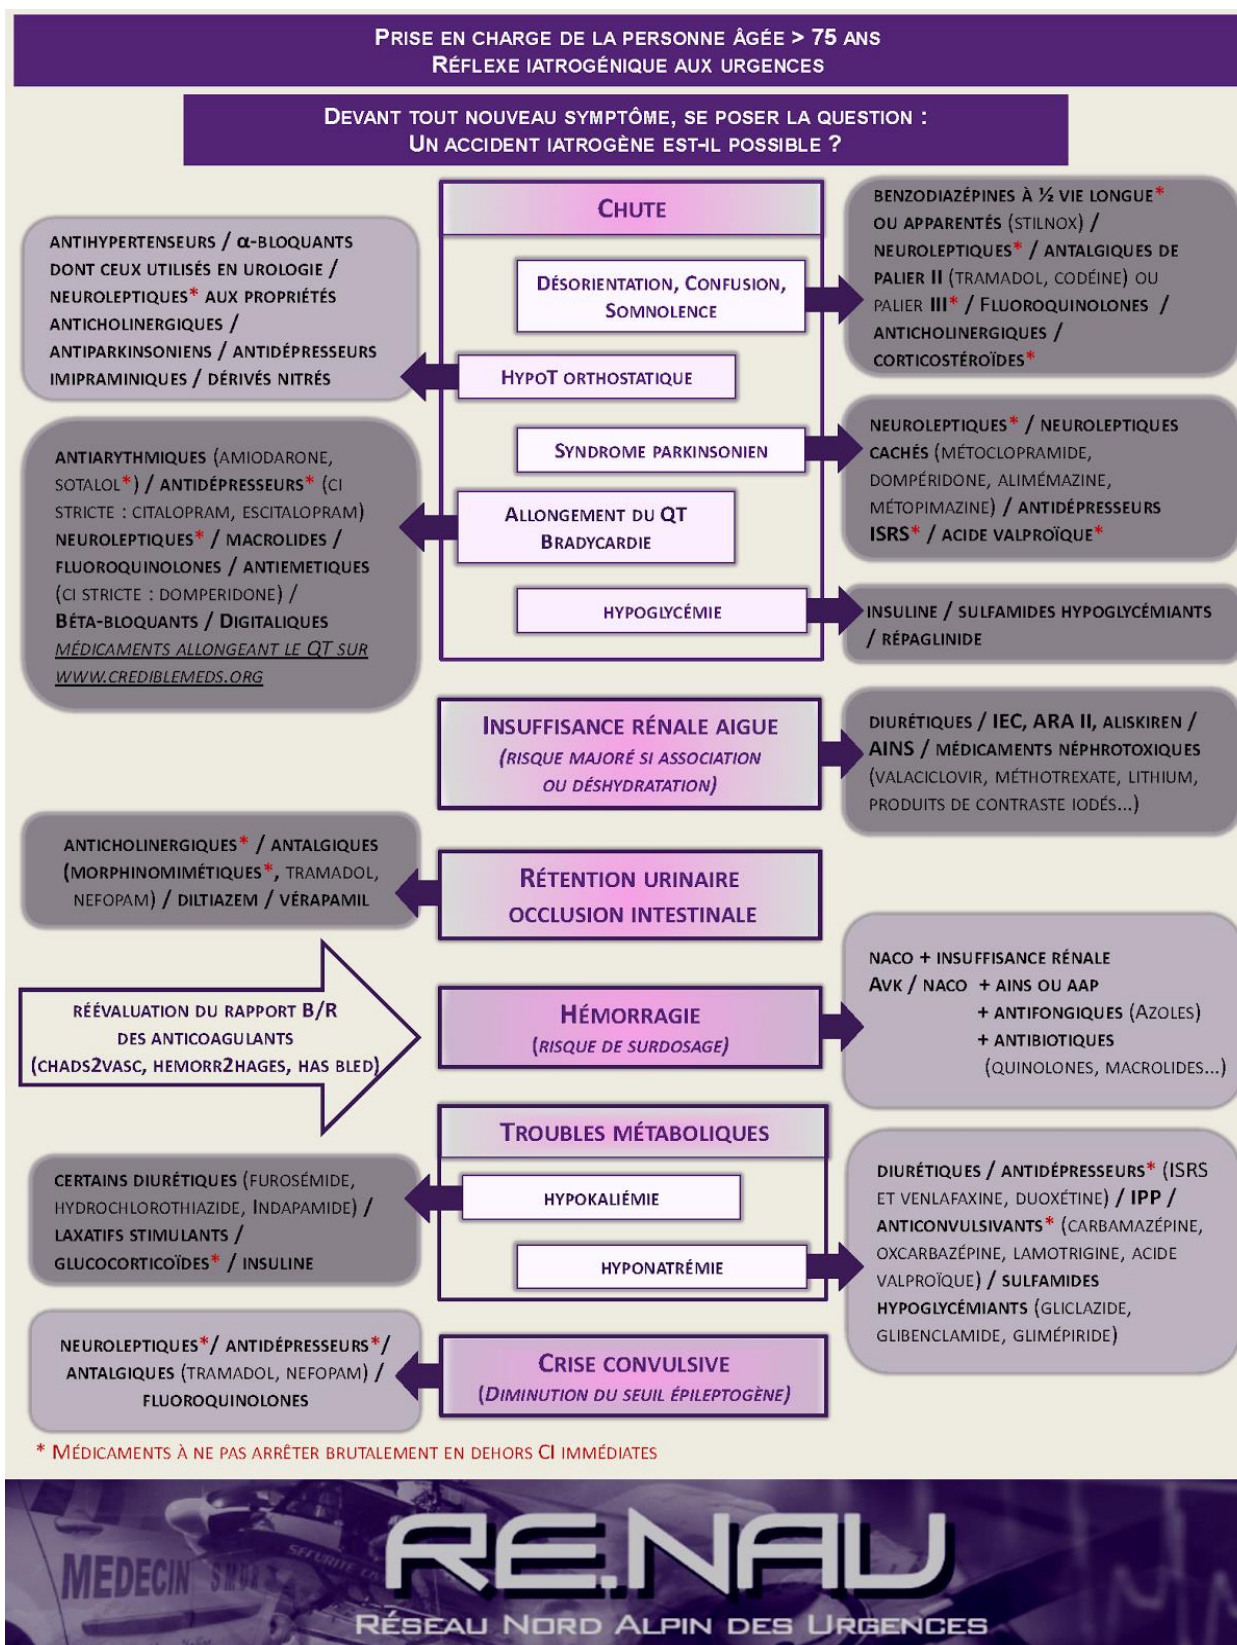 PRISE EN CHARGE DE LA PERSONNE ÂGÉE > 75 ANS
RÉFLEXE IATROGÉNIQUE AUX URGENCES
DEVANT TOUT NOUVEAU SYMPTÔME, SE POSER LA QUESTION :
UN ACCIDENT IATROGÈNE EST-IL POSSIBLE ?
CHUTE
DÉSORIENTATION, CONFUSION,
SOMNOLENCE
BENZODIAZÉPINES À ½ VIE LONGUE*
OU APPARENTÉS (STILNOX) /
NEUROLEPTIQUES* / ANTALGIQUES DE
PALIER II (TRAMADOL, CODÉINE) OU
PALIER III* / FLUOROQUINOLONES /
ANTICHOLINERGIQUES /
CORTICOSTÉROÏDES*
HYPOT ORTHOSTATIQUE
ANTIHYPERTENSEURS / α-BLOQUANTS
DONT CEUX UTILISÉS EN UROLOGIE /
NEUROLEPTIQUES* AUX PROPRIÉTÉS
ANTICHOLINERGIQUES /
ANTIPARKINSONIENS / ANTIDÉPRESSEURS
IMIPRAMINIQUES / DÉRIVÉS NITRÉS
SYNDROME PARKINSONIEN
NEUROLEPTIQUES* / NEUROLEPTIQUES
CACHÉS (MÉTOCLOPRAMIDE,
DOMPÉRIDONE, ALIMÉMAZINE,
MÉTOPIMAZINE) / ANTIDÉPRESSEURS
ISRS* / ACIDE VALPROÏQUE*
ALLONGEMENT DU QT
BRADYCARDIE
ANTIARYTHMIQUES (AMIODARONE,
SOTALOL*) / ANTIDÉPRESSEURS* (CI
STRICTE : CITALOPRAM, ESCITALOPRAM)
NEUROLEPTIQUES* / MACROLIDES /
FLUOROQUINOLONES / ANTIEMETIQUES
(CI STRICTE : DOMPERIDONE) /
BÉTA-BLOQUANTS / DIGITALIQUES
MÉDICAMENTS ALLONGEANT LE QT SUR
WWW.CREDIBLEMEDS.ORG
HYPOGLYCÉMIE
INSULINE / SULFAMIDES HYPOGLYCÉMIANTS
/ RÉPAGLINIDE
INSUFFISANCE RÉNALE AIGUE
(RISQUE MAJORÉ SI ASSOCIATION
OU DÉSHYDRATATION)
DIURÉTIQUES / IEC, ARA II, ALISKIREN /
AINS / MÉDICAMENTS NÉPHROTOXIQUES
(VALACICLOVIR, MÉTHOTREXATE, LITHIUM,
PRODUITS DE CONTRASTE IODÉS...)
RÉTENTION URINAIRE
OCCLUSION INTESTINALE
ANTICHOLINERGIQUES* / ANTALGIQUES
(MORPHINOMIMÉTIQUES*, TRAMADOL,
NEFOPAM) / DILTIAZEM / VÉRAPAMIL
RÉÉVALUATION DU RAPPORT B/R
DES ANTICOAGULANTS
(CHADS2VASC, HEMORR2HAGES, HAS BLED)
HÉMORRAGIE
(RISQUE DE SURDOSAGE)
NACO + INSUFFISANCE RÉNALE
AVK / NACO + AINS OU AAP
+ ANTIFONGIQUES (AZOLES)
+ ANTIBIOTIQUES
(QUINOLONES, MACROLIDES...)
TROUBLES MÉTABOLIQUES
HYPOKALIÉMIE
CERTAINS DIURÉTIQUES (FUROSÉMIDE,
HYDROCHLOROTHIAZIDE, INDAPAMIDE) /
LAXATIFS STIMULANTS /
GLUCOCORTICOÏDES* / INSULINE
HYPONATRÉMIE
DIURÉTIQUES / ANTIDÉPRESSEURS* (ISRS
ET VENLAFAXINE, DUOXÉTINE) / IPP /
ANTICONVULSIVANTS* (CARBAMAZÉPINE,
OXCARBAZÉPINE, LAMOTRIGINE, ACIDE
VALPROÏQUE) / SULFAMIDES
HYPOGLYCÉMIANTS (GLICLAZIDE,
GLIBENCLAMIDE, GLIMÉPIRIDE)
CRISE CONVULSIVE
(DIMINUTION DU SEUIL ÉPILEPTOGÈNE)
NEUROLEPTIQUES*/ ANTIDÉPRESSEURS*/
ANTALGIQUES (TRAMADOL, NEFOPAM) /
FLUOROQUINOLONES
* MÉDICAMENTS À NE PAS ARRÊTER BRUTALEMENT EN DEHORS CI IMMÉDIATES
MEDECIN SMUR
RE.NAU
RÉSEAU NORD ALPIN DES URGENCES